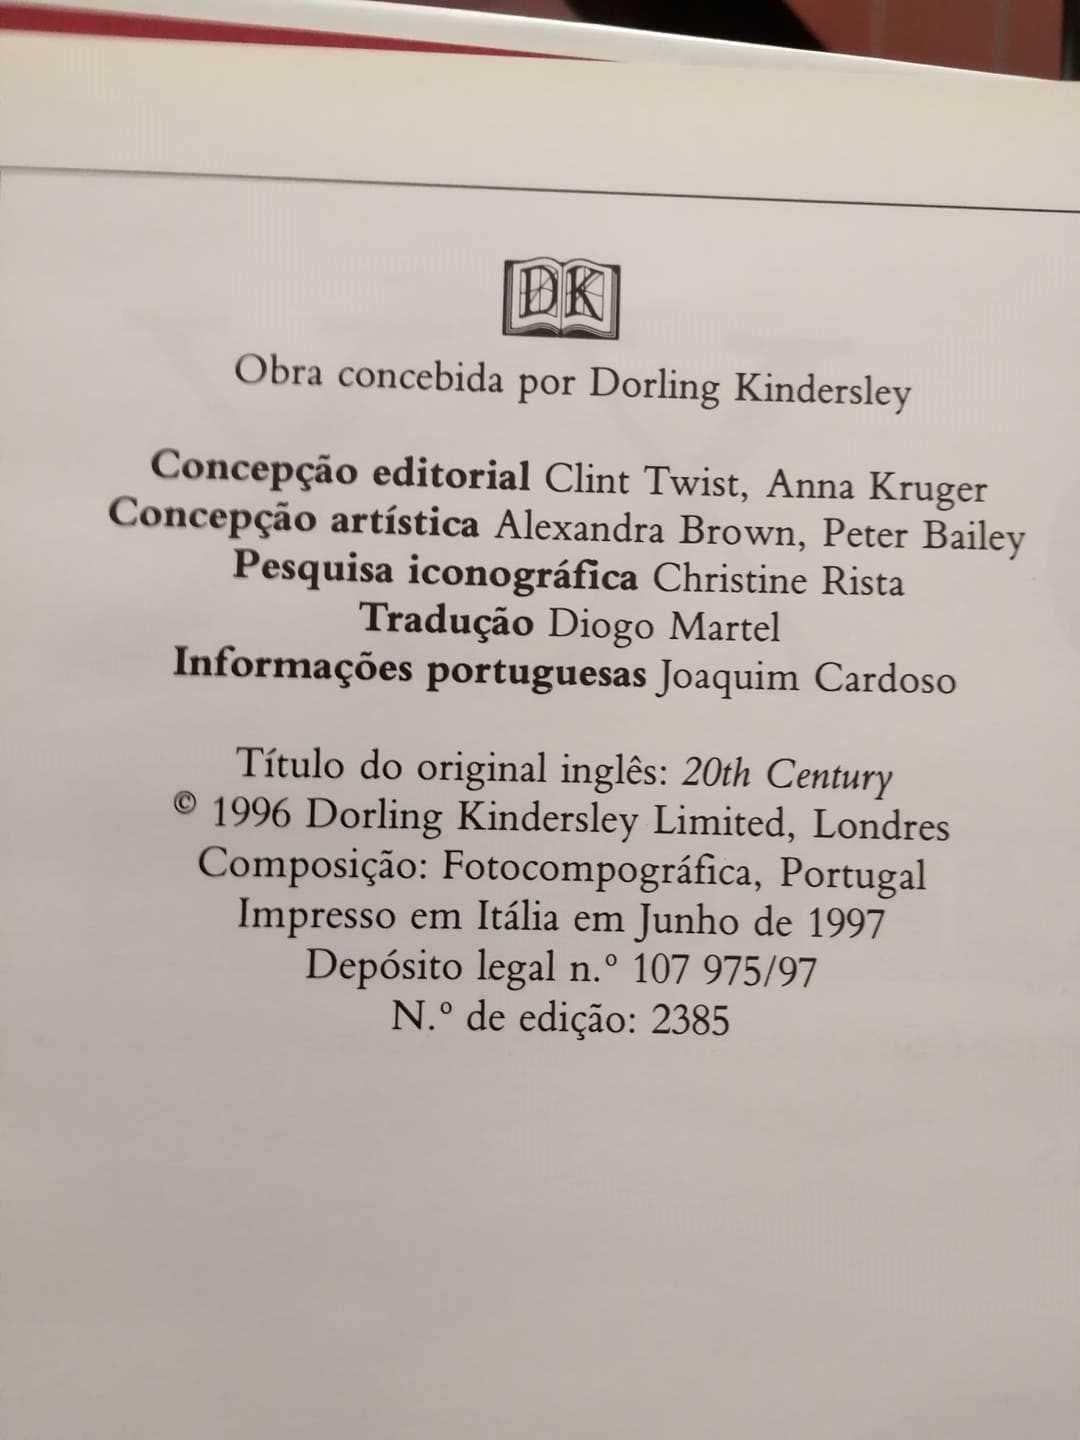 DK
Obra concebida por Dorling Kindersley
Concepção editorial Clint Twist, Anna Kruger
Concepção artística Alexandra Brown, Peter Bailey
Pesquisa iconográfica Christine Rista
Tradução Diogo Martel
Informações portuguesas Joaquim Cardoso
Título do original inglês: 20th Century
© 1996 Dorling Kindersley Limited, Londres
Composição: Fotocompográfica, Portugal
Impresso em Itália em Junho de 1997
Depósito legal n.º 107 975/97
N.º de edição: 2385